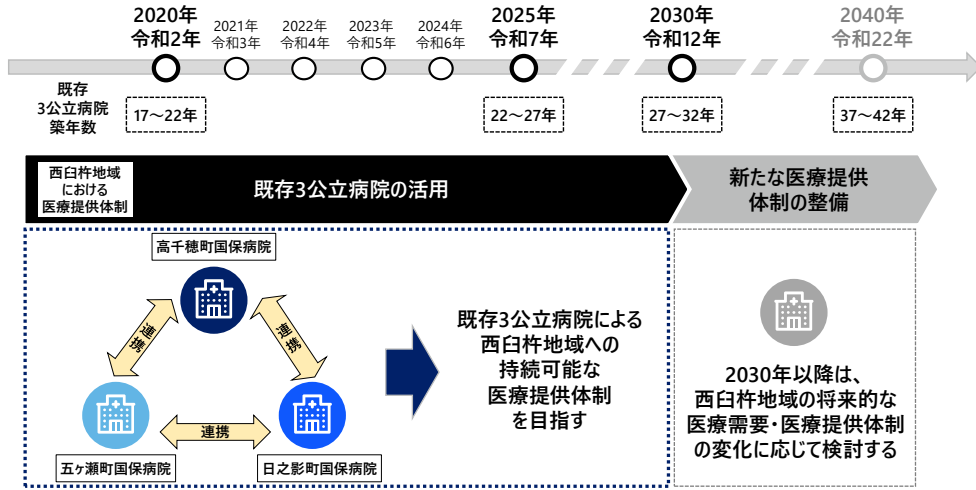 2020年
令和2年
2021年
令和3年
2022年
令和4年
2023年
令和5年
2024年
令和6年
2025年
令和7年
2030年
令和12年
2040年
令和22年
既存
3公立病院
築年数
17～22年
22～27年
27～32年
37～42年
西臼杵地域
における
医療提供体制
既存3公立病院の活用
新たな医療提供
体制の整備
高千穂町国保病院
連携
連携
連携
五ヶ瀬町国保病院
日之影町国保病院
既存3公立病院による
西臼杵地域への
持続可能な
医療提供体制
を目指す
2030年以降は、
西臼杵地域の将来的な
医療需要・医療提供体制
の変化に応じて検討する